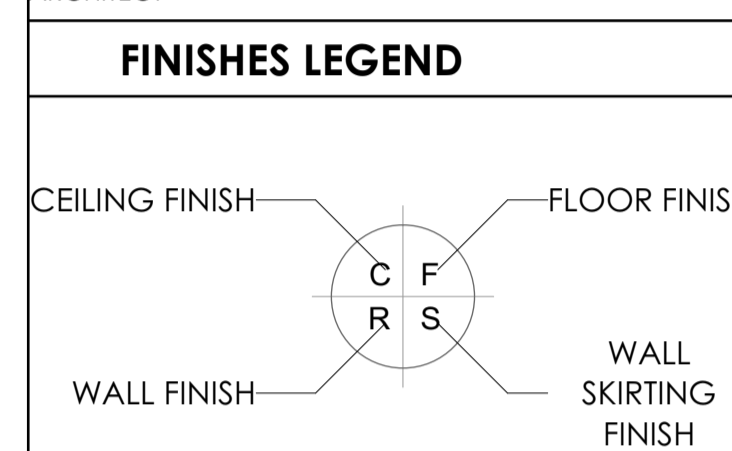 FINISHES LEGEND
CEILING FINISH
FLOOR FINIS
C F
R S
WALL FINISH
WALL
SKIRTING
FINISH